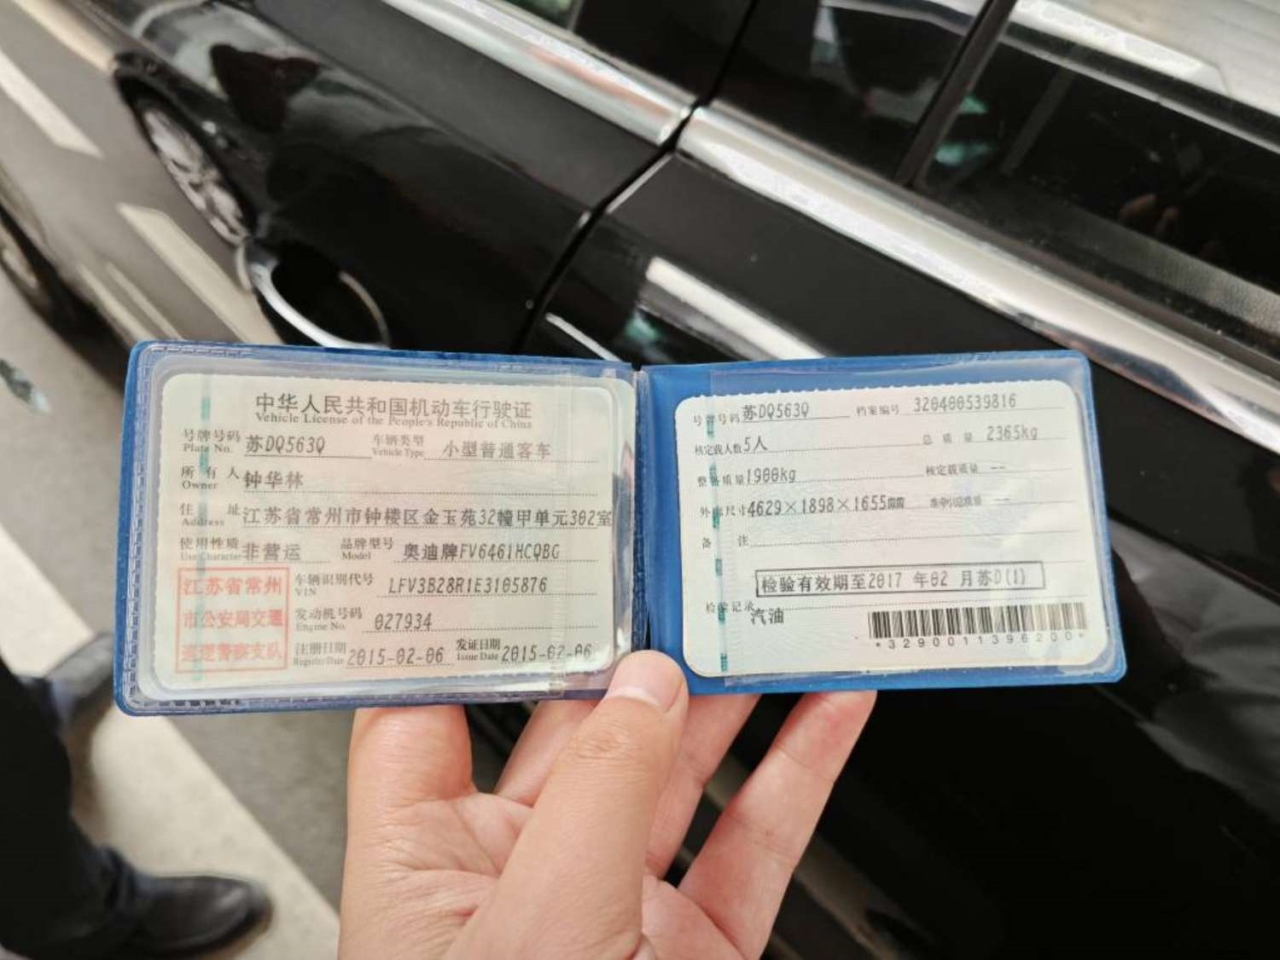 中华人民共和国机动车行驶证
Vehicle License of the People's Republic of China
号牌号码 苏DQ563Q 车辆类型 小型普通客车
Plate No. Vehicle Type
所有人 钟华林
Owner
住址 江苏省常州市钟楼区金玉苑32幢甲单元302室
Address
使用性质 非营运 品牌型号 奥迪牌FV6461HCQBG
Use Character Model
江苏省常州
市公安局交通
巡逻警察支队
车辆识别代号 LFV3B28R1E3105876
VIN
发动机号码 027934
Engine No.
注册日期 2015-02-06 发证日期 2015-02-06
Register Date Issue Date
号牌号码 苏DQ563Q 档案编号 320400539816
核定载人数 5人 总质量 2365kg
整备质量 1900kg 核定载质量 --
外廓尺寸 4629×1898×1655mm 准牵引总质量 --
备注
检验有效期至2017年02月苏D(1)
检验记录
汽油
*3290011396200*